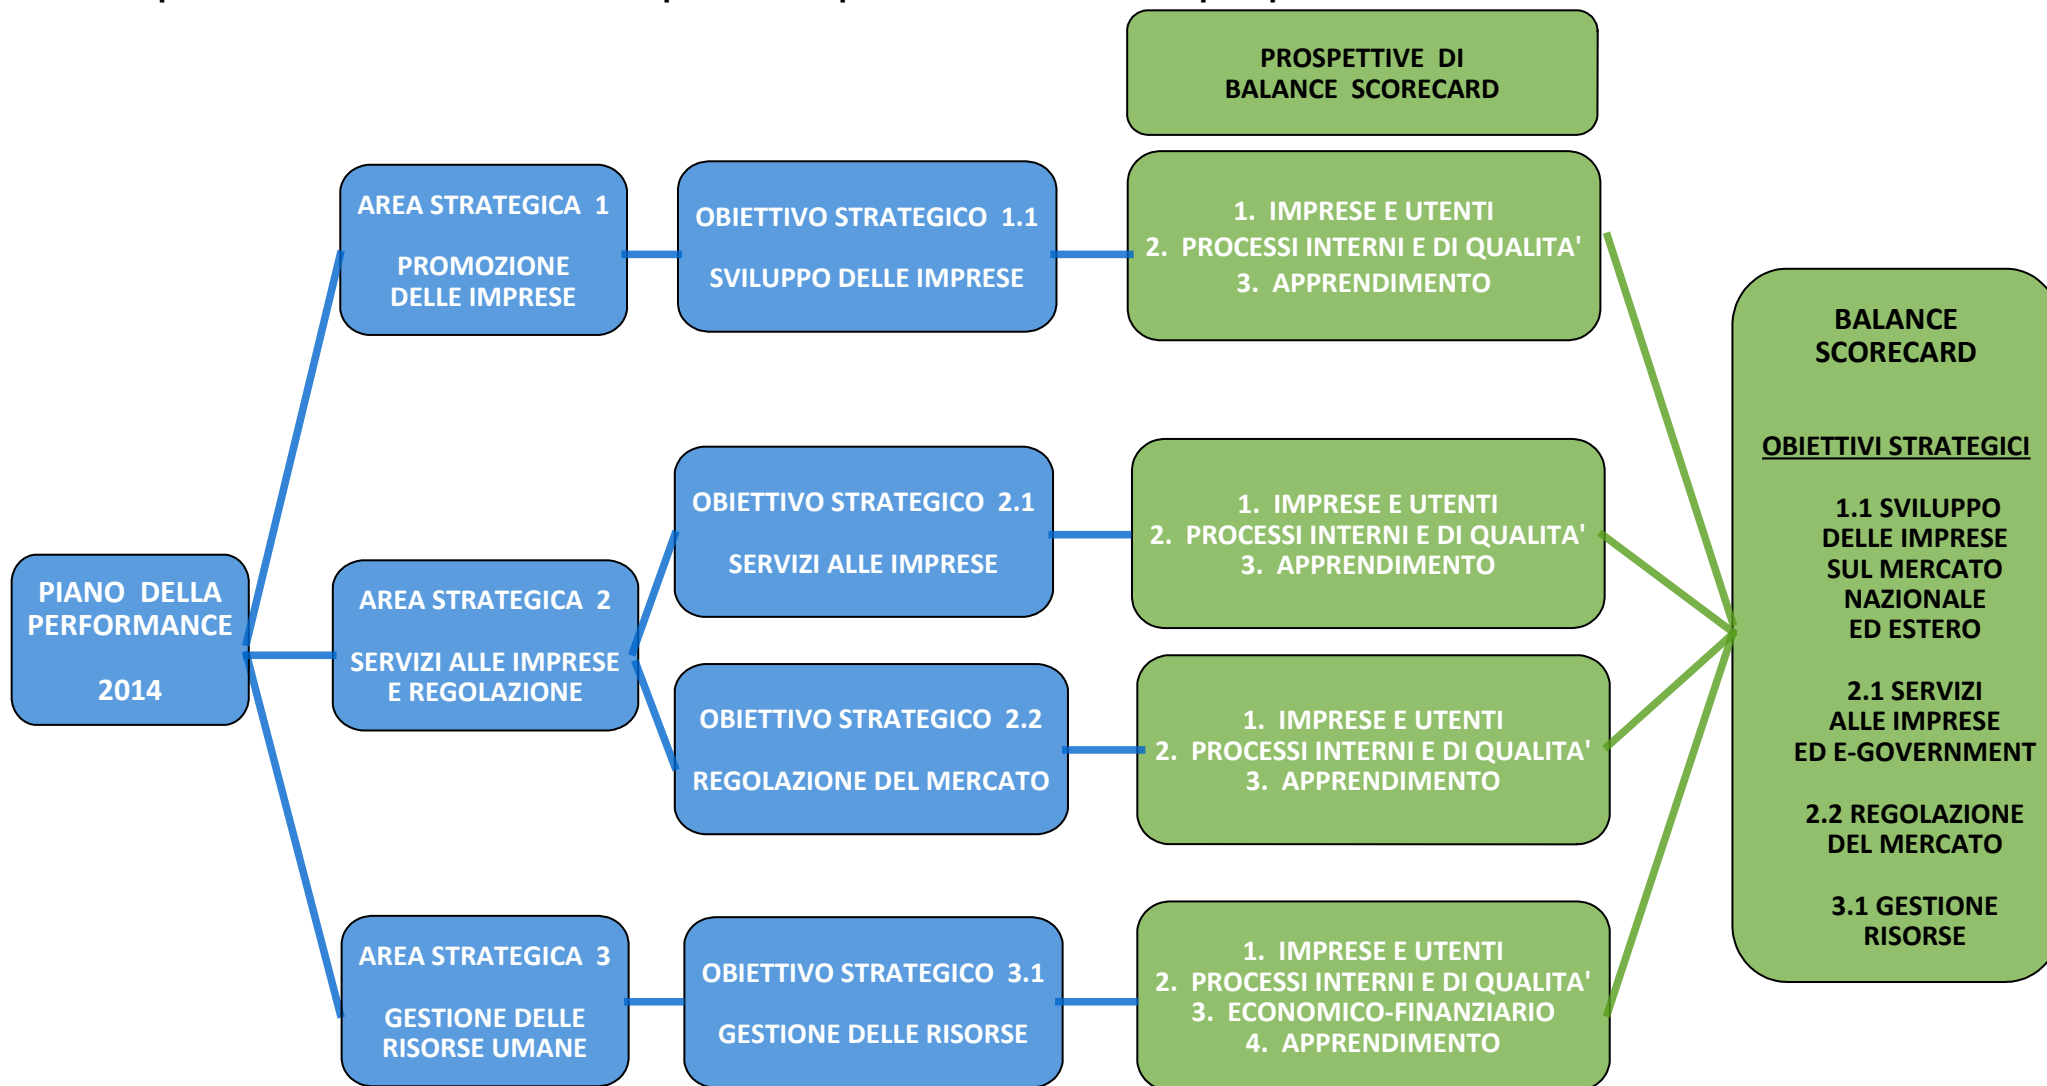 PROSPETTIVE DI
BALANCE SCORECARD
AREA STRATEGICA 1
PROMOZIONE
DELLE IMPRESE
OBIETTIVO STRATEGICO 1.1
SVILUPPO DELLE IMPRESE
1. IMPRESE E UTENTI
2. PROCESSI INTERNI E DI QUALITA'
3. APPRENDIMENTO
PIANO DELLA
PERFORMANCE
2014
AREA STRATEGICA 2
SERVIZI ALLE IMPRESE
E REGOLAZIONE
OBIETTIVO STRATEGICO 2.1
SERVIZI ALLE IMPRESE
1. IMPRESE E UTENTI
2. PROCESSI INTERNI E DI QUALITA'
3. APPRENDIMENTO
OBIETTIVO STRATEGICO 2.2
REGOLAZIONE DEL MERCATO
1. IMPRESE E UTENTI
2. PROCESSI INTERNI E DI QUALITA'
3. APPRENDIMENTO
AREA STRATEGICA 3
GESTIONE DELLE
RISORSE UMANE
OBIETTIVO STRATEGICO 3.1
GESTIONE DELLE RISORSE
1. IMPRESE E UTENTI
2. PROCESSI INTERNI E DI QUALITA'
3. ECONOMICO-FINANZIARIO
4. APPRENDIMENTO
BALANCE
SCORECARD
OBIETTIVI STRATEGICI
1.1 SVILUPPO
DELLE IMPRESE
SUL MERCATO
NAZIONALE
ED ESTERO
2.1 SERVIZI
ALLE IMPRESE
ED E-GOVERNMENT
2.2 REGOLAZIONE
DEL MERCATO
3.1 GESTIONE
RISORSE